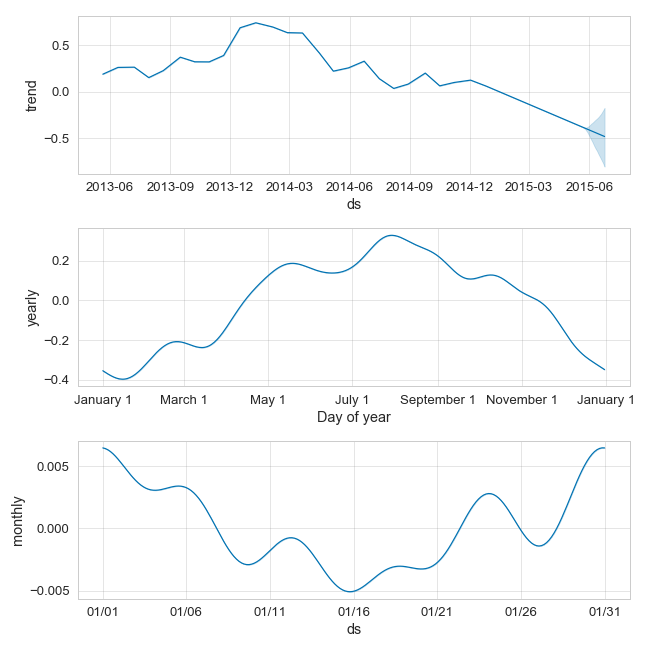 0.5
0.0
−0.5
trend
2013-06 2013-09 2013-12 2014-03 2014-06 2014-09 2014-12 2015-03 2015-06
ds
0.2
0.0
−0.2
−0.4
yearly
January 1 March 1 May 1 July 1 September 1 November 1 January 1
Day of year
0.005
0.000
−0.005
monthly
01/01 01/06 01/11 01/16 01/21 01/26 01/31
ds